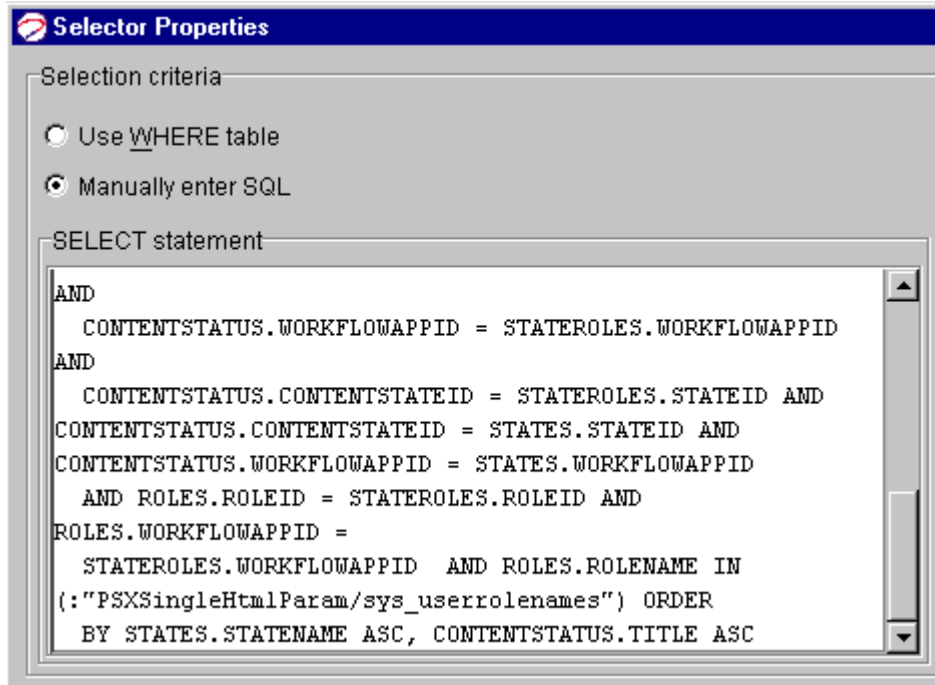 Selector Properties
Selection criteria
Use WHERE table
Manually enter SQL
SELECT statement
AND
CONTENTSTATUS.WORKFLOWAPPID = STATEROLES.WORKFLOWAPPID
AND
CONTENTSTATUS.CONTENTSTATEID = STATEROLES.STATEID AND
CONTENTSTATUS.CONTENTSTATEID = STATES.STATEID AND
CONTENTSTATUS.WORKFLOWAPPID = STATES.WORKFLOWAPPID
AND ROLES.ROLEID = STATEROLES.ROLEID AND
ROLES.WORKFLOWAPPID =
STATEROLES.WORKFLOWAPPID  AND ROLES.ROLENAME IN
(:"PSXSingleHtmlParam/sys_userrolenames") ORDER
BY STATES.STATENAME ASC, CONTENTSTATUS.TITLE ASC